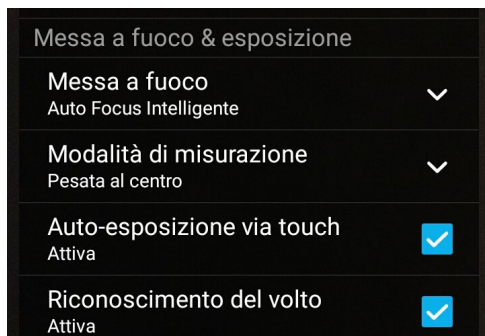 Messa a fuoco & esposizione
Messa a fuoco
Auto Focus Intelligente
Modalità di misurazione
Pesata al centro
Auto-esposizione via touch
Attiva
Riconoscimento del volto
Attiva